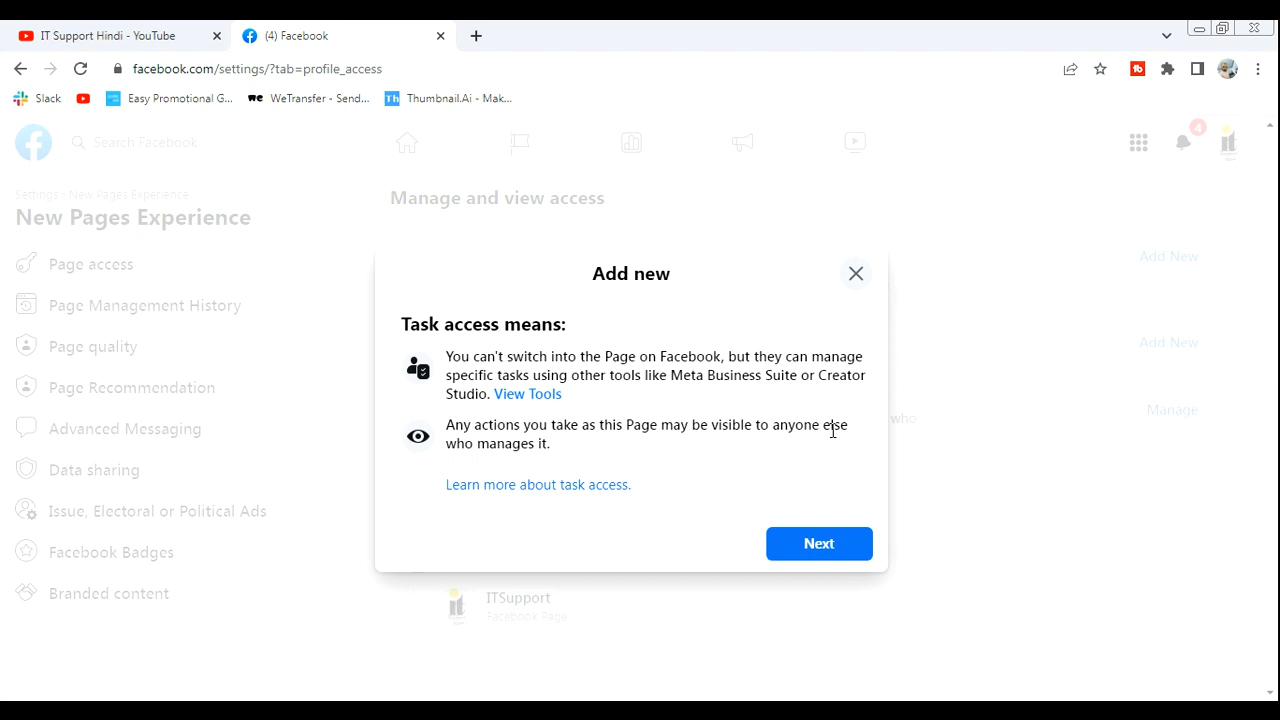 IT Support Hindi - YouTube
(4) Facebook
facebook.com/settings/?tab=profile_access
Slack
Easy Promotional G...
WeTransfer - Send...
Thumbnail.Ai - Mak...
Search Facebook
4
Settings · New Pages Experience
New Pages Experience
Page access
Page Management History
Page quality
Page Recommendation
Advanced Messaging
Data sharing
Issue, Electoral or Political Ads
Facebook Badges
Branded content
Manage and view access
Add New
Add New
Manage
who
Add new
Task access means:
You can't switch into the Page on Facebook, but they can manage
specific tasks using other tools like Meta Business Suite or Creator
Studio. View Tools
Any actions you take as this Page may be visible to anyone else
who manages it.
Learn more about task access.
Next
ITSupport
Facebook Page